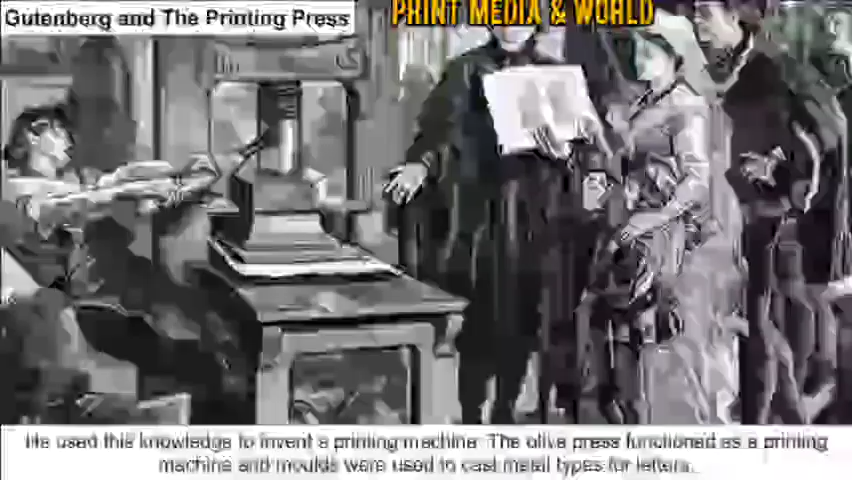 Gutenberg and The Printing Press
PRINT MEDIA & WORLD
He used this knowledge to invent a printing machine. The olive press functioned as a printing
machine and moulds were used to cast metal types for letters.